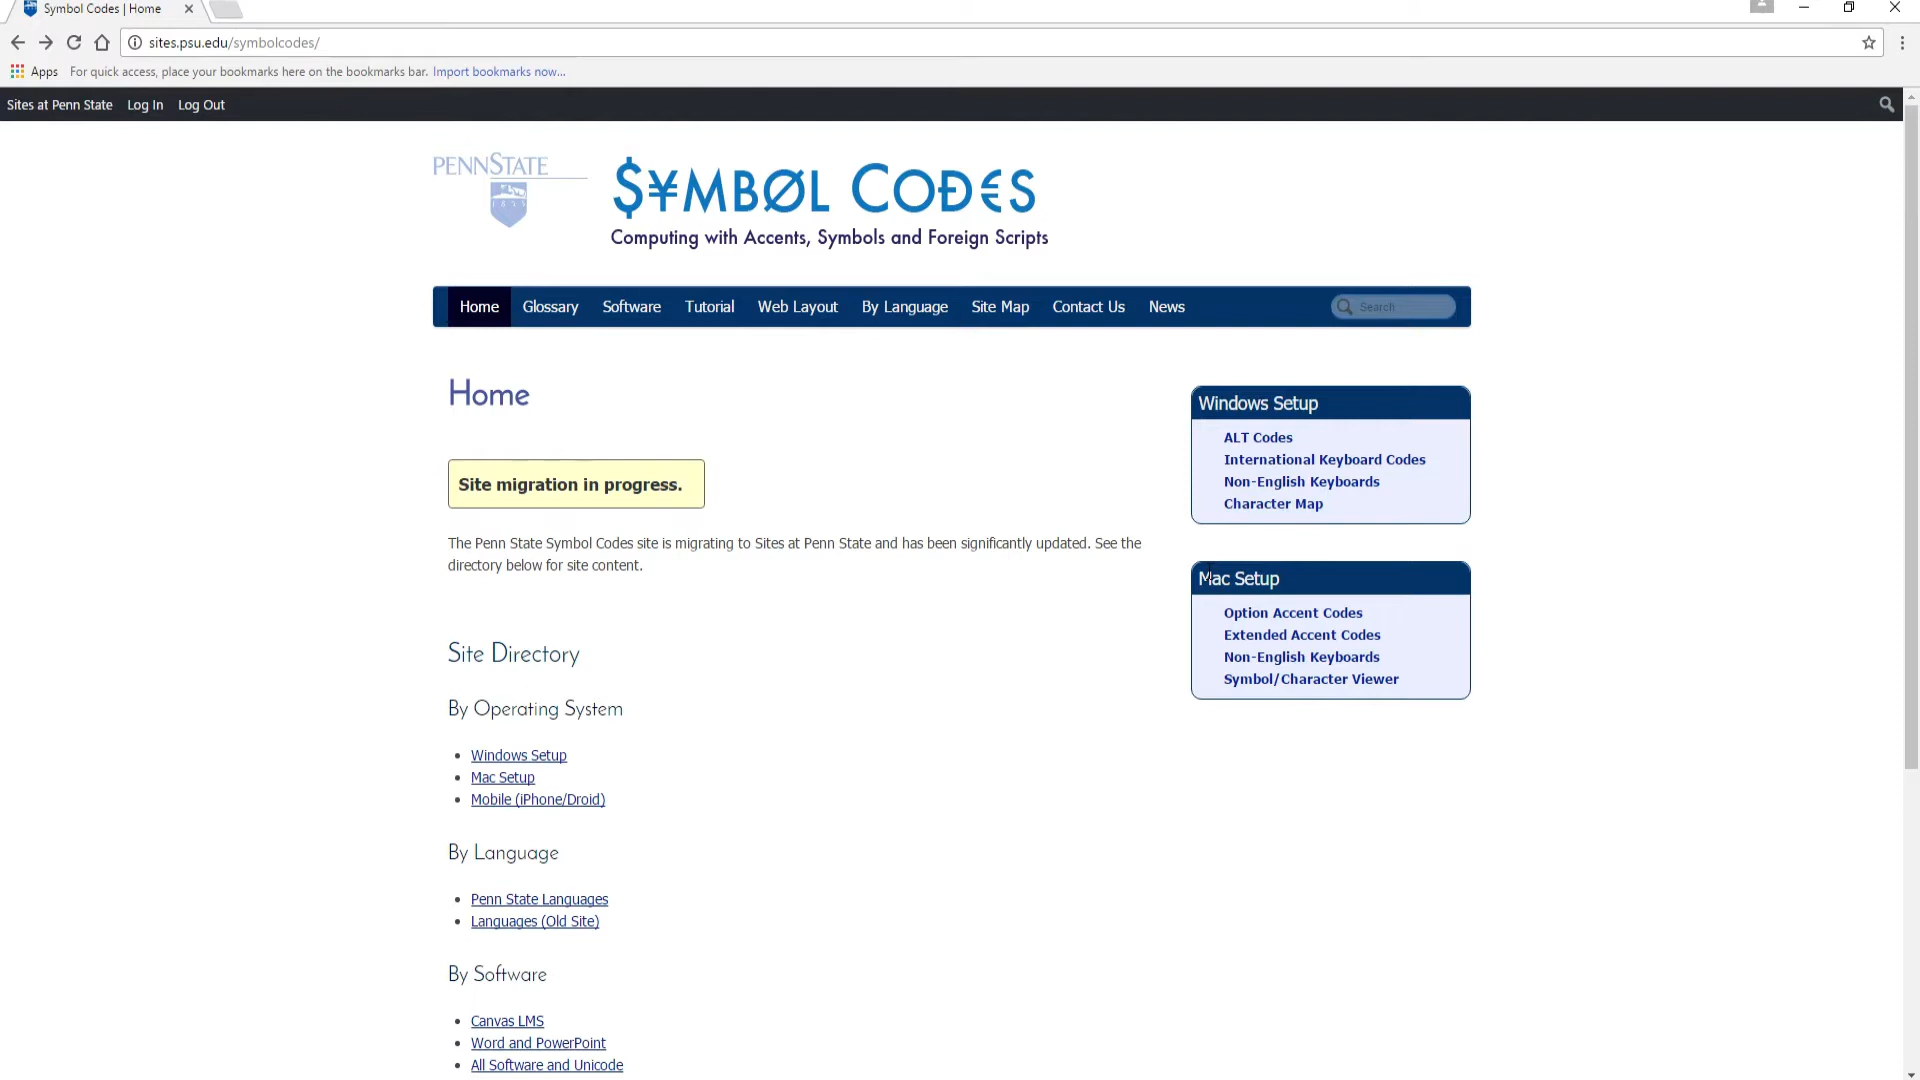 Symbol Codes | Home
sites.psu.edu/symbolcodes/
Apps For quick access, place your bookmarks here on the bookmarks bar. Import bookmarks now...
Sites at Penn State Log In Log Out
PENNSTATE
1855
$¥MBØL COĐ€S
Computing with Accents, Symbols and Foreign Scripts
Home Glossary Software Tutorial Web Layout By Language Site Map Contact Us News Search
Home
Site migration in progress.
The Penn State Symbol Codes site is migrating to Sites at Penn State and has been significantly updated. See the
directory below for site content.
Site Directory
By Operating System
Windows Setup
Mac Setup
Mobile (iPhone/Droid)
By Language
Penn State Languages
Languages (Old Site)
By Software
Canvas LMS
Word and PowerPoint
All Software and Unicode
Windows Setup
ALT Codes
International Keyboard Codes
Non-English Keyboards
Character Map
Mac Setup
Option Accent Codes
Extended Accent Codes
Non-English Keyboards
Symbol/Character Viewer